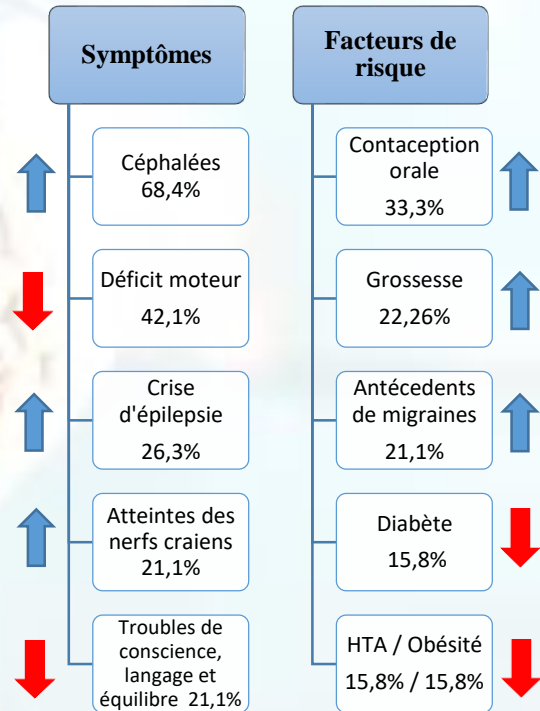 Symptômes
Céphalées
68,4%
Déficit moteur
42,1%
Crise
d'épilepsie
26,3%
Atteintes des
nerfs craiens
21,1%
Troubles de
conscience,
langage et
équilibre 21,1%
Facteurs de
risque
Contaception
orale
33,3%
Grossesse
22,26%
Antécedents
de migraines
21,1%
Diabète
15,8%
HTA / Obésité
15,8% / 15,8%